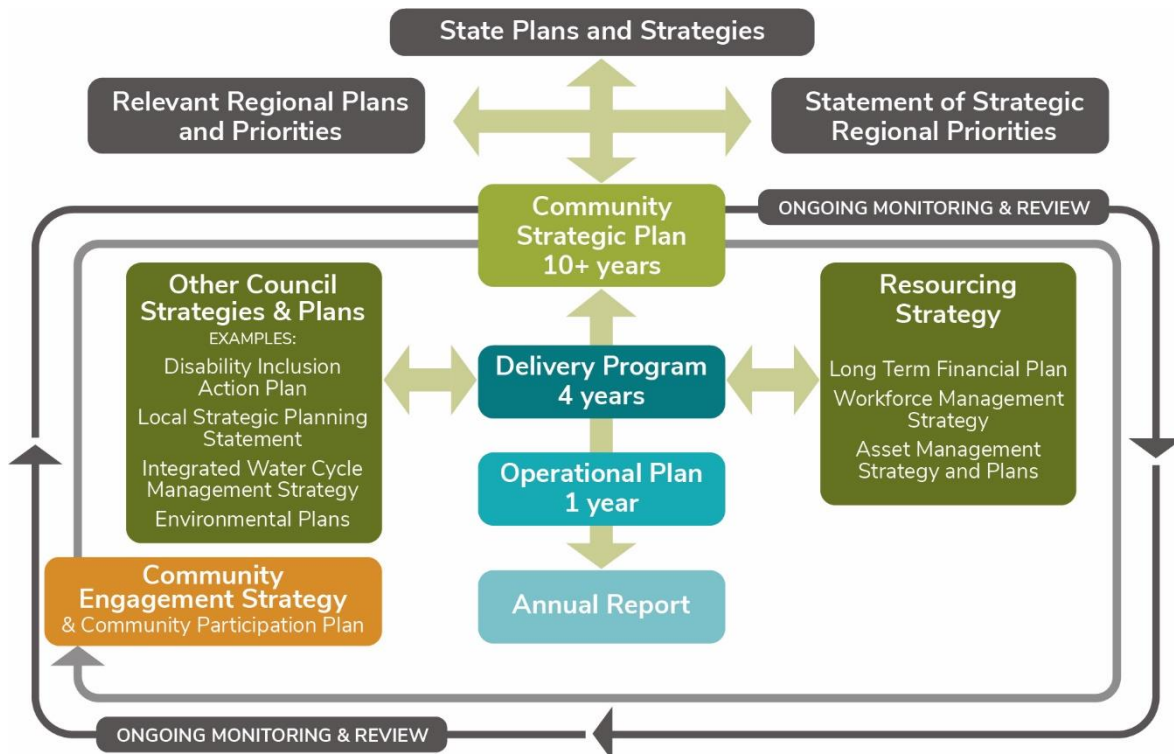 State Plans and Strategies
Relevant Regional Plans
and Priorities
Statement of Strategic
Regional Priorities
Community
Strategic Plan
10+ years
ONGOING MONITORING & REVIEW
Other Council
Strategies & Plans
EXAMPLES:
Disability Inclusion
Action Plan
Local Strategic Planning
Statement
Integrated Water Cycle
Management Strategy
Environmental Plans
Delivery Program
4 years
Operational Plan
1 year
Annual Report
Resourcing
Strategy
Long Term Financial Plan
Workforce Management
Strategy
Asset Management
Strategy and Plans
Community
Engagement Strategy
& Community Participation Plan
ONGOING MONITORING & REVIEW